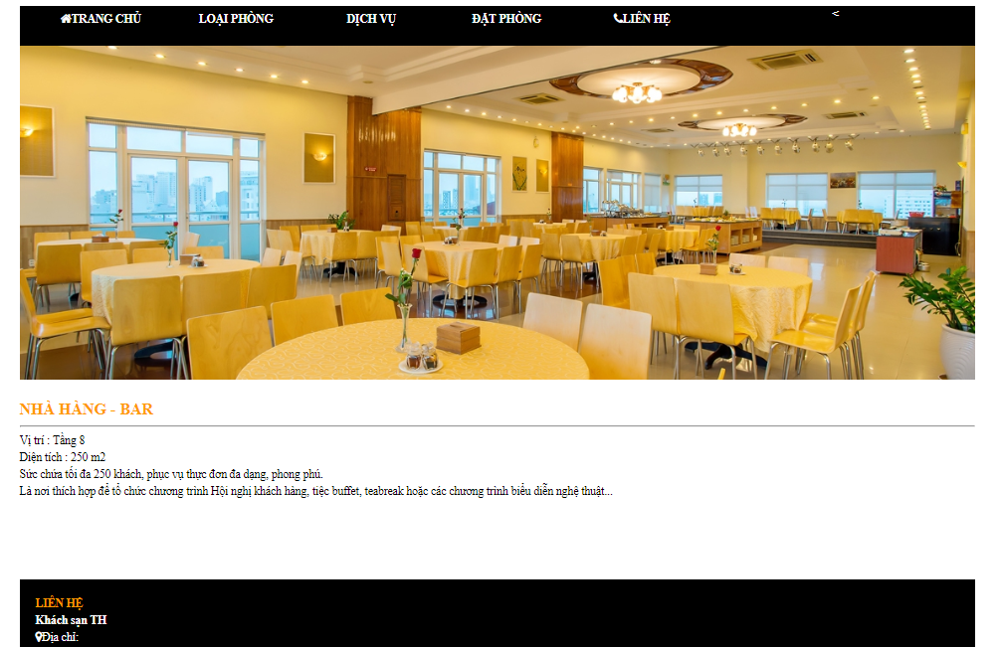 TRANG CHỦ LOẠI PHÒNG DỊCH VỤ ĐẶT PHÒNG LIÊN HỆ <
NHÀ HÀNG - BAR
Vị trí : Tầng 8
Diện tích : 250 m2
Sức chứa tối đa 250 khách, phục vụ thực đơn đa dạng, phong phú.
Là nơi thích hợp để tổ chức chương trình Hội nghị khách hàng, tiệc buffet, teabreak hoặc các chương trình biểu diễn nghệ thuật...
LIÊN HỆ
Khách sạn TH
Địa chỉ: